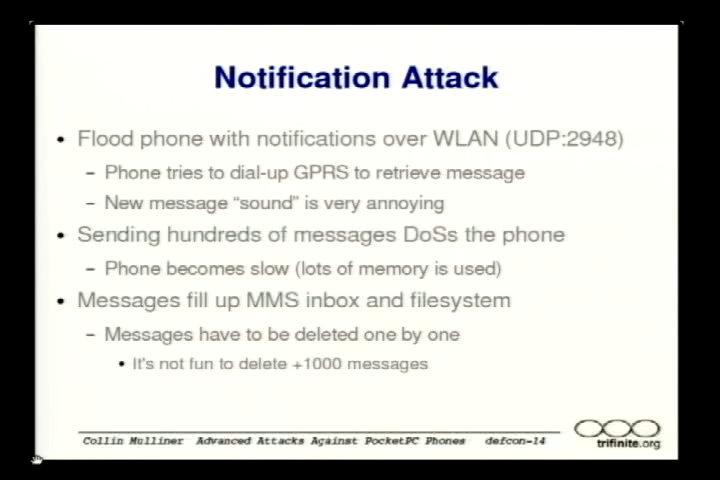 Notification Attack
• Flood phone with notifications over WLAN (UDP:2948)
– Phone tries to dial-up GPRS to retrieve message
– New message “sound” is very annoying
• Sending hundreds of messages DoSs the phone
– Phone becomes slow (lots of memory is used)
• Messages fill up MMS inbox and filesystem
– Messages have to be deleted one by one
• It's not fun to delete +1000 messages
Collin Mulliner Advanced Attacks Against PocketPC Phones defcon-14
trifinite.org